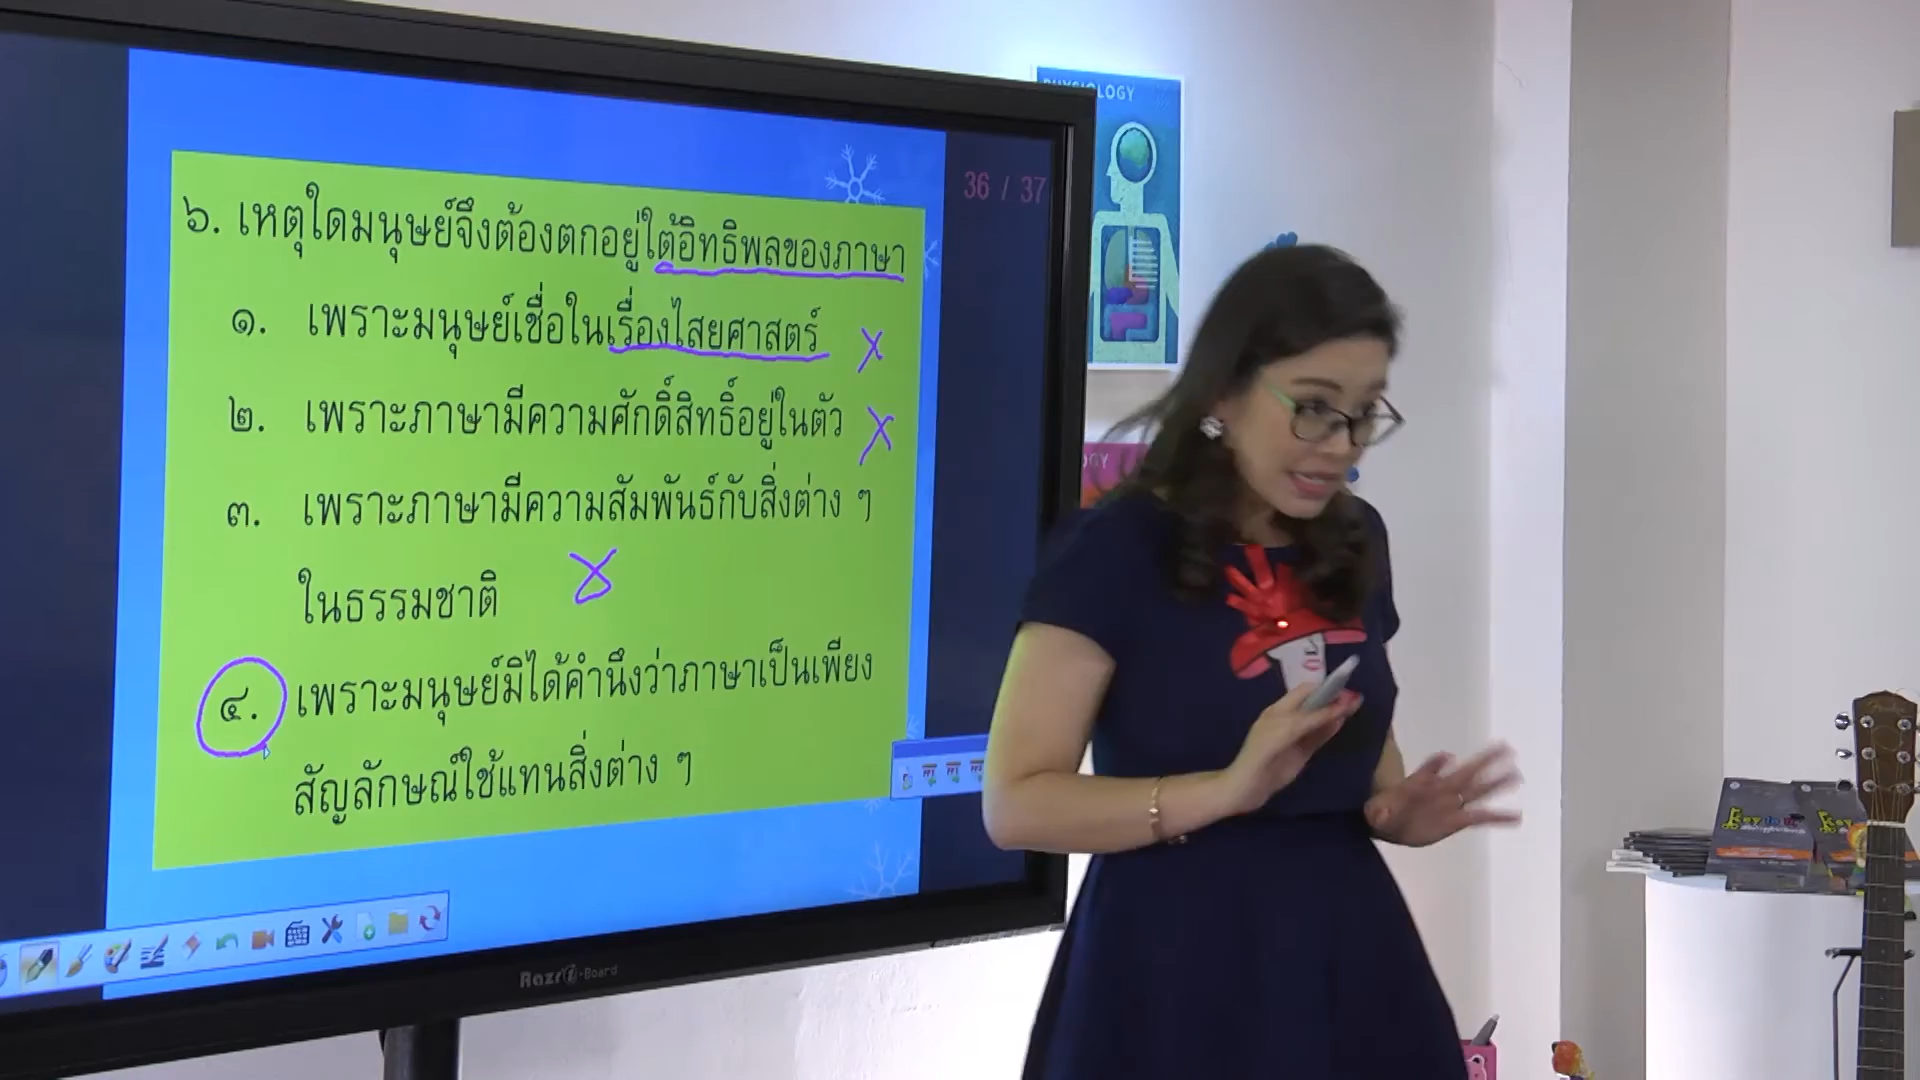 ๖. เหตุใดมนุษย์จึงต้องตกอยู่ใต้อิทธิพลของภาษา
๑. เพราะมนุษย์เชื่อในเรื่องไสยศาสตร์
๒. เพราะภาษามีความศักดิ์สิทธิ์อยู่ในตัว
๓. เพราะภาษามีความสัมพันธ์กับสิ่งต่าง ๆ
ในธรรมชาติ
๔. เพราะมนุษย์มิได้คำนึงว่าภาษาเป็นเพียง
สัญลักษณ์ใช้แทนสิ่งต่าง ๆ
36 / 37